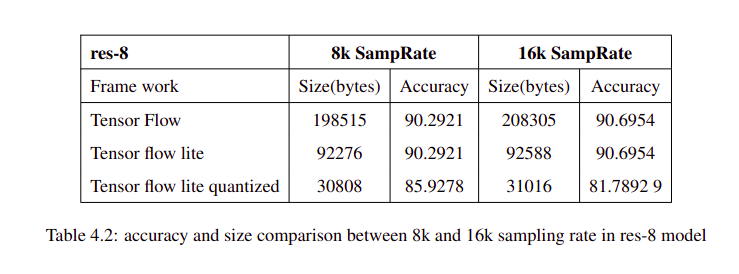 res-8 8k SampRate 16k SampRate
Frame work Size(bytes) Accuracy Size(bytes) Accuracy
Tensor Flow 198515 90.2921 208305 90.6954
Tensor flow lite 92276 90.2921 92588 90.6954
Tensor flow lite quantized 30808 85.9278 31016 81.7892 9
Table 4.2: accuracy and size comparison between 8k and 16k sampling rate in res-8 model